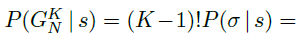 P(G_N^K | s) = (K−1)!P(σ | s) =